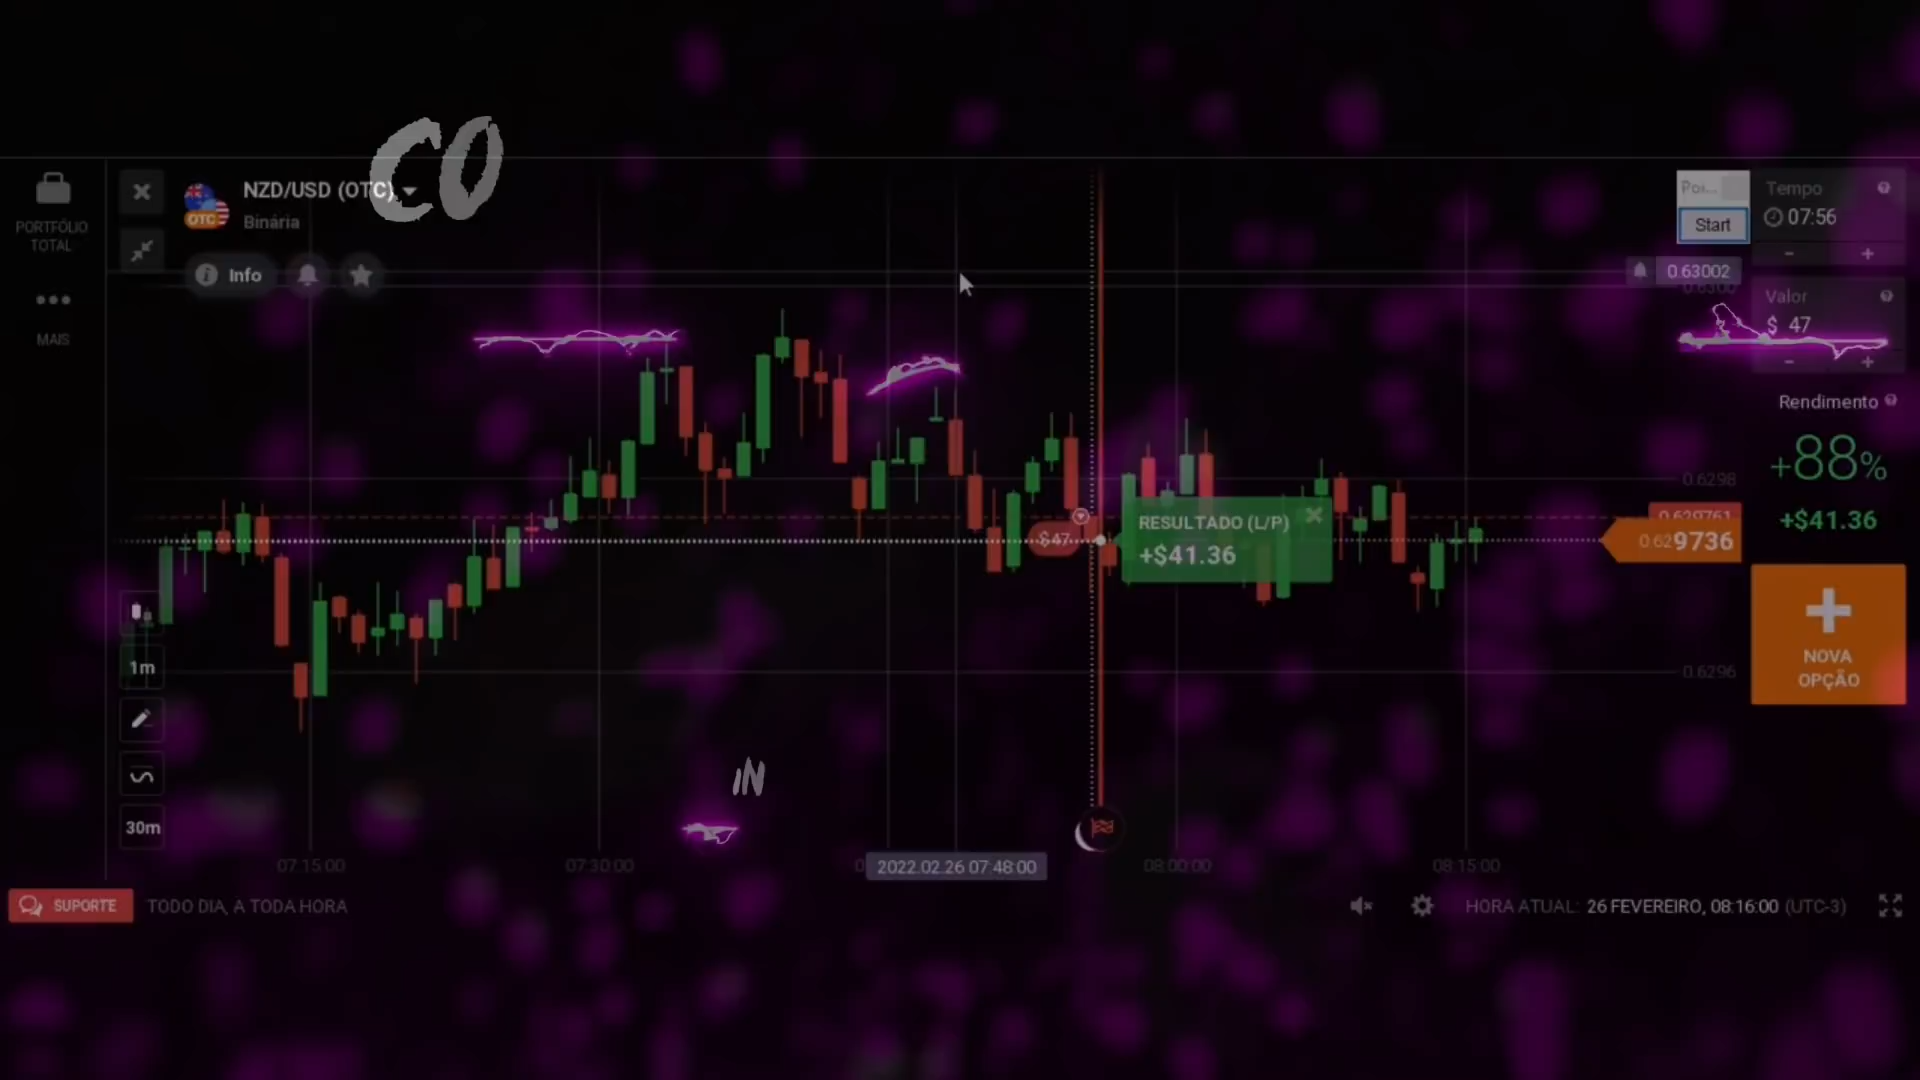 CO
PORTFÓLIO
TOTAL
MAIS
NZD/USD (OTC)
OTC
Binária
Info
Start
Tempo
07:56
0.63002
Valor
$ 47
Rendimento
+88%
+$41.36
0.6298
0.629761
0.629736
0.6296
$47
RESULTADO (L/P)
+$41.36
NOVA
OPÇÃO
1m
30m
IN
07:15:00
07:30:00
2022.02.26 07:48:00
08:00:00
08:15:00
SUPORTE
TODO DIA, A TODA HORA
HORA ATUAL: 26 FEVEREIRO, 08:16:00 (UTC-3)